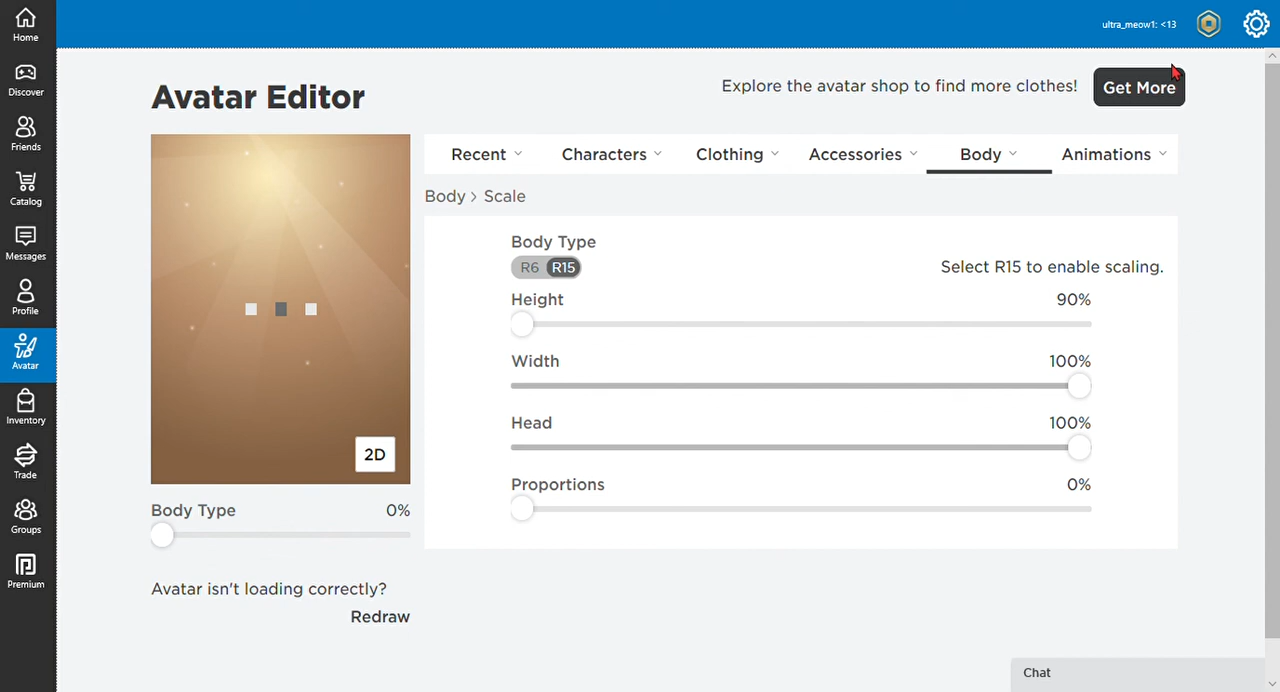 Home
Discover
Friends
Catalog
Messages
Profile
Avatar
Inventory
Trade
Groups
Premium
ultra_meow1: <13
Avatar Editor
Explore the avatar shop to find more clothes!
Get More
Recent
Characters
Clothing
Accessories
Body
Animations
Body > Scale
Body Type
R6 R15
Select R15 to enable scaling.
Height 90%
Width 100%
Head 100%
Proportions 0%
2D
Body Type 0%
Avatar isn't loading correctly?
Redraw
Chat